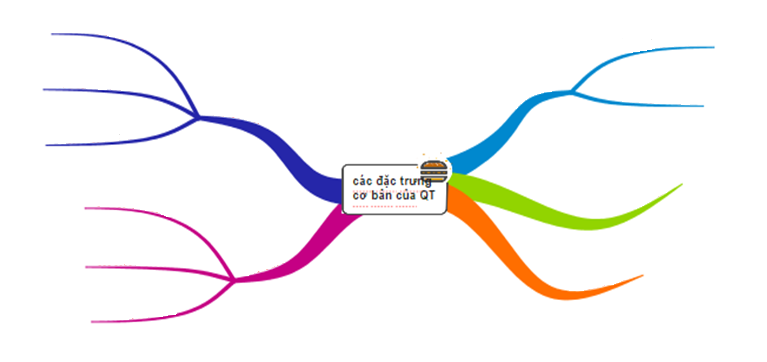 các đặc trưng
cơ bản của QT